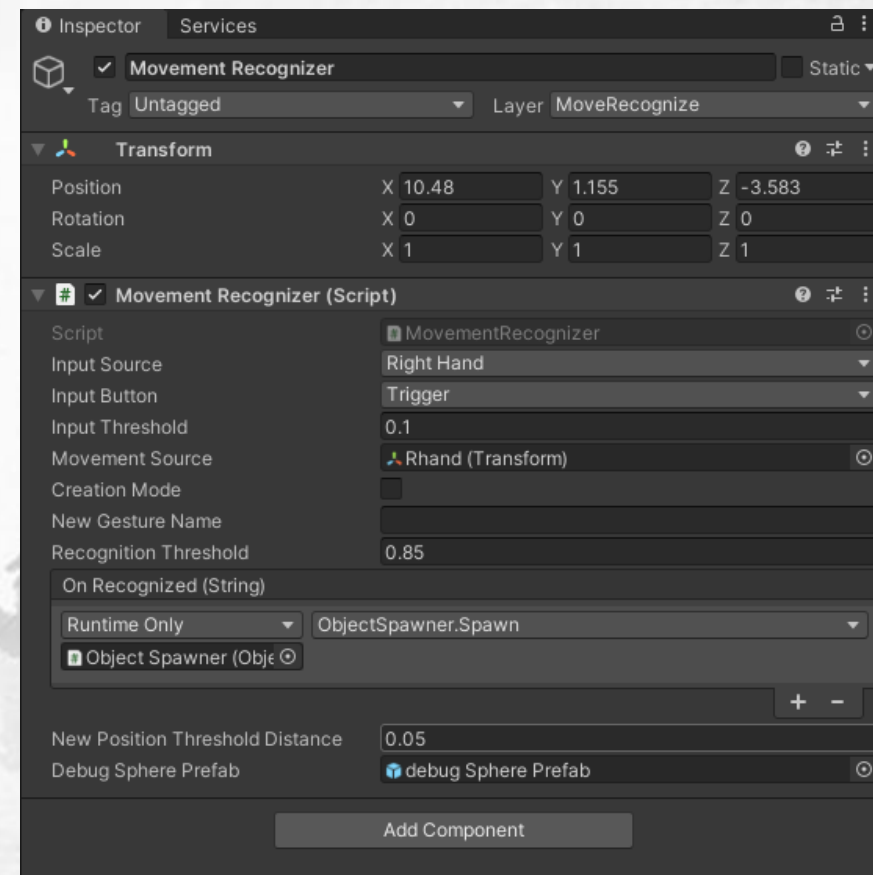 Inspector Services
Movement Recognizer Static
Tag Untagged Layer MoveRecognize
Transform
Position X 10.48 Y 1.155 Z -3.583
Rotation X 0 Y 0 Z 0
Scale X 1 Y 1 Z 1
# Movement Recognizer (Script)
Script # MovementRecognizer
Input Source Right Hand
Input Button Trigger
Input Threshold 0.1
Movement Source Rhand (Transform)
Creation Mode
New Gesture Name
Recognition Threshold 0.85
On Recognized (String)
Runtime Only ObjectSpawner.Spawn
# Object Spawner (Obje
+ −
New Position Threshold Distance 0.05
Debug Sphere Prefab debug Sphere Prefab
Add Component